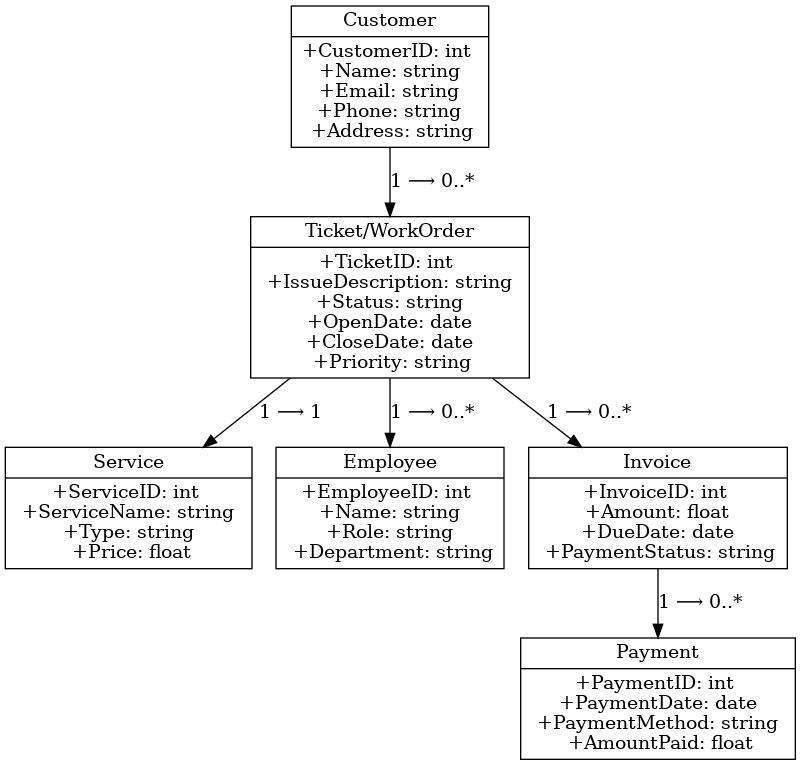 Customer
+CustomerID: int
+Name: string
+Email: string
+Phone: string
+Address: string
1 ⟶ 0..*
Ticket/WorkOrder
+TicketID: int
+IssueDescription: string
+Status: string
+OpenDate: date
+CloseDate: date
+Priority: string
1 ⟶ 1
1 ⟶ 0..*
1 ⟶ 0..*
Service
+ServiceID: int
+ServiceName: string
+Type: string
+Price: float
Employee
+EmployeeID: int
+Name: string
+Role: string
+Department: string
Invoice
+InvoiceID: int
+Amount: float
+DueDate: date
+PaymentStatus: string
1 ⟶ 0..*
Payment
+PaymentID: int
+PaymentDate: date
+PaymentMethod: string
+AmountPaid: float